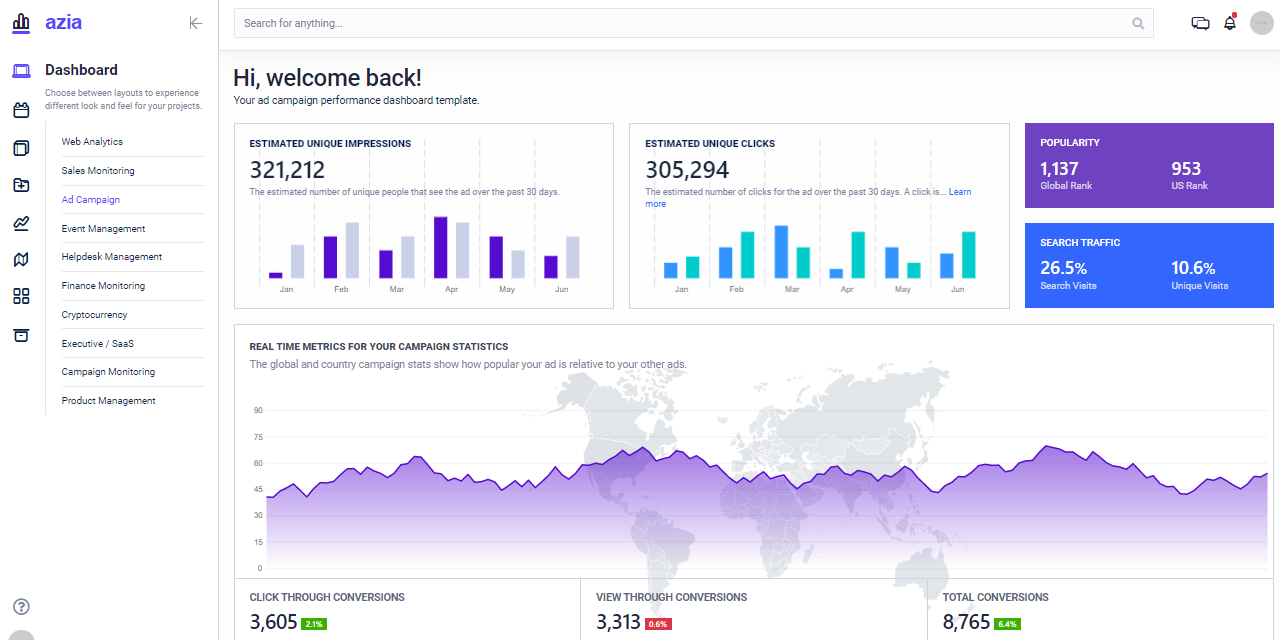 azia
Dashboard
Choose between layouts to experience
different look and feel for your projects.
Web Analytics
Sales Monitoring
Ad Campaign
Event Management
Helpdesk Management
Finance Monitoring
Cryptocurrency
Executive / SaaS
Campaign Monitoring
Product Management
Search for anything...
Hi, welcome back!
Your ad campaign performance dashboard template.
ESTIMATED UNIQUE IMPRESSIONS
321,212
The estimated number of unique people that see the ad over the past 30 days.
Jan Feb Mar Apr May Jun
ESTIMATED UNIQUE CLICKS
305,294
The estimated number of clicks for the ad over the past 30 days. A click is... Learn
more
Jan Feb Mar Apr May Jun
POPULARITY
1,137 953
Global Rank US Rank
SEARCH TRAFFIC
26.5% 10.6%
Search Visits Unique Visits
REAL TIME METRICS FOR YOUR CAMPAIGN STATISTICS
The global and country campaign stats show how popular your ad is relative to your other ads.
90
75
60
45
30
15
0
CLICK THROUGH CONVERSIONS
3,605 2.1%
VIEW THROUGH CONVERSIONS
3,313 0.6%
TOTAL CONVERSIONS
8,765 6.4%